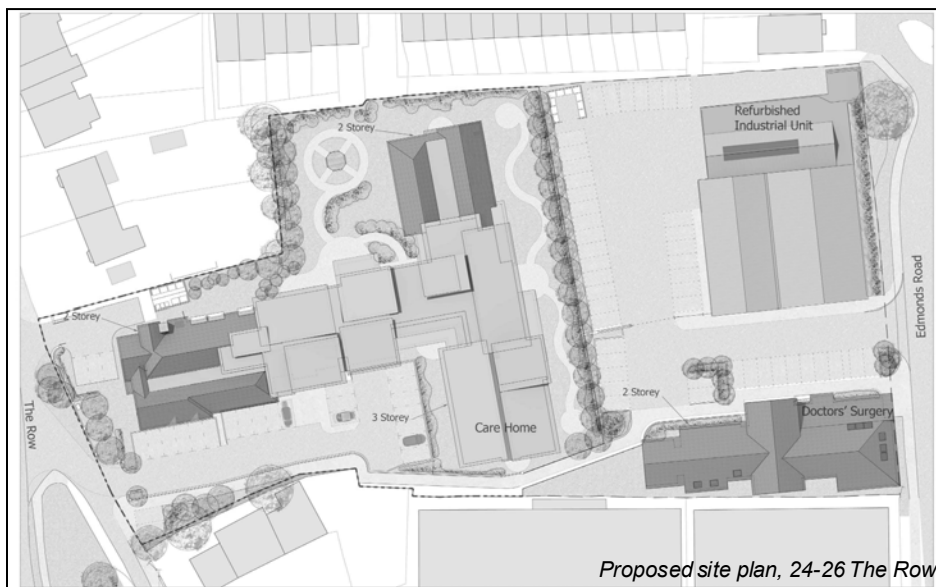 2 Storey
Refurbished
Industrial Unit
2 Storey
Edmonds Road
The Row
3 Storey
Care Home
2 Storey
Doctors' Surgery
Proposed site plan, 24-26 The Row